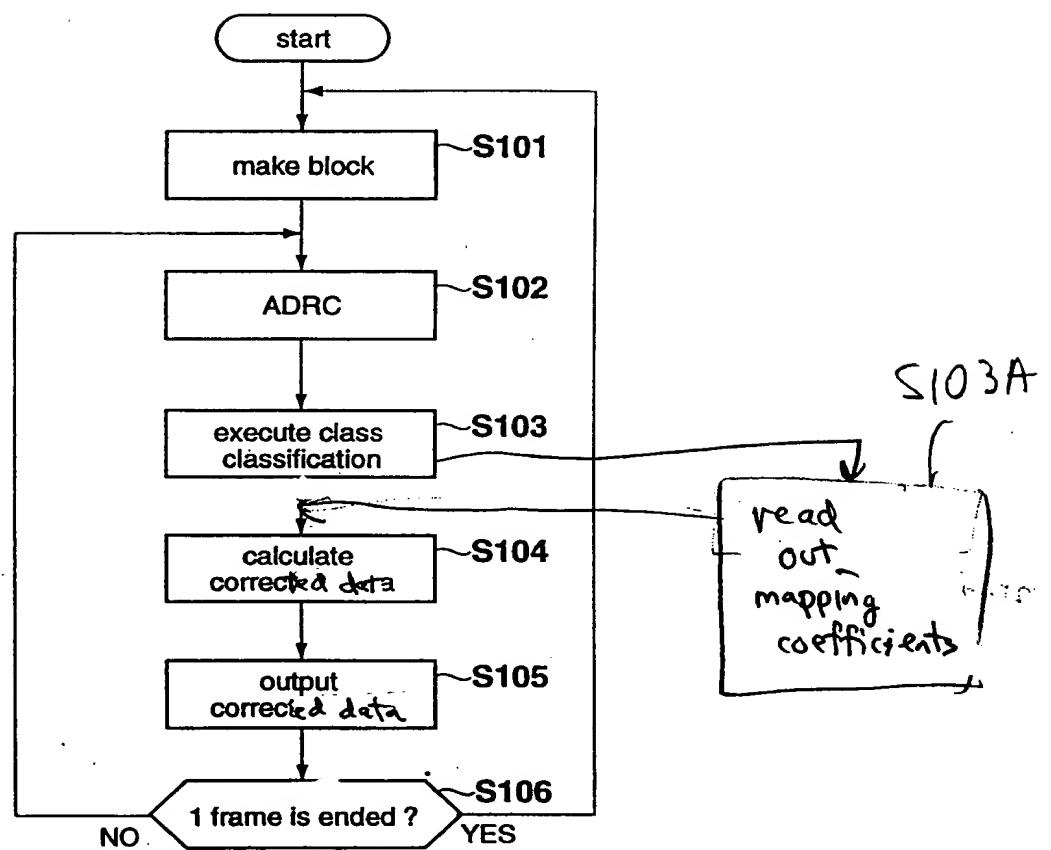 start
make block
S101
ADRC
S102
execute class
classification
S103
S103A
read
out
mapping
coefficients
calculate
corrected data
S104
output
corrected data
S105
1 frame is ended ?
S106
NO
YES